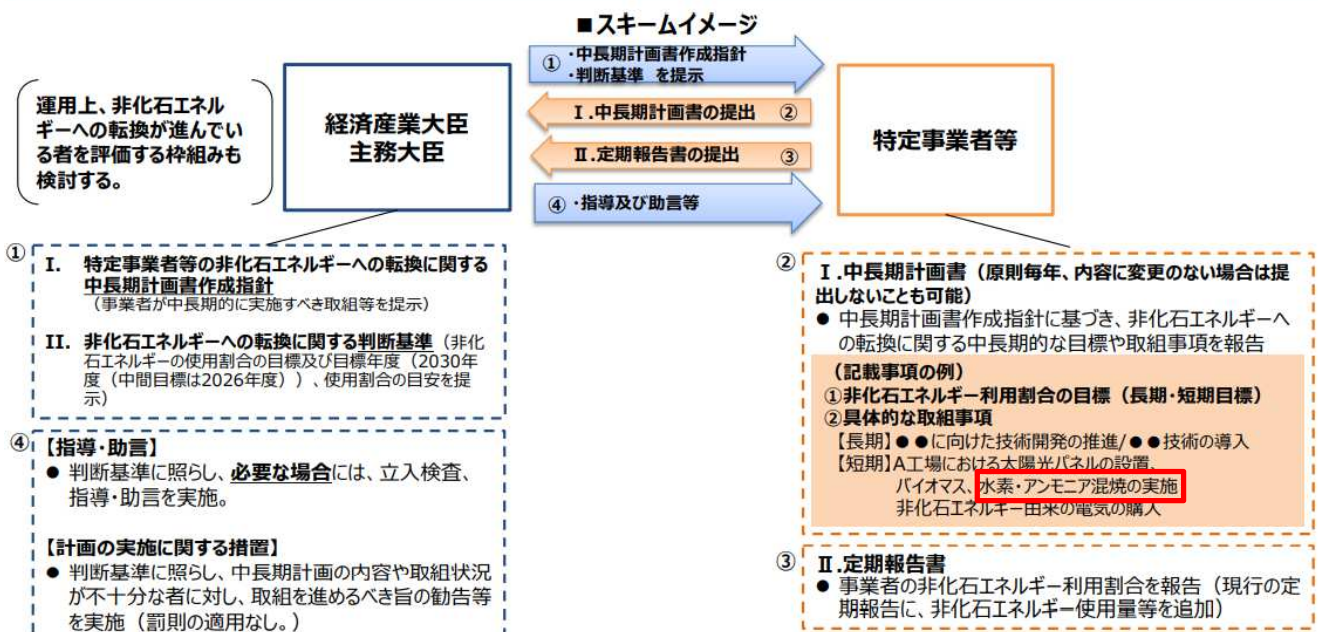 ■スキームイメージ
運用上、非化石エネル
ギーへの転換が進んでい
る者を評価する枠組みも
検討する。
経済産業大臣
主務大臣
① ・中長期計画書作成指針
・判断基準 を提示
Ⅰ.中長期計画書の提出 ②
Ⅱ.定期報告書の提出 ③
④ ・指導及び助言等
特定事業者等
①
I. 特定事業者等の非化石エネルギーへの転換に関する
中長期計画書作成指針
（事業者が中長期的に実施すべき取組等を提示）
II. 非化石エネルギーへの転換に関する判断基準（非化
石エネルギーの使用割合の目標及び目標年度（2030年
度（中間目標は2026年度））、使用割合の目安を提
示）
④
【指導・助言】
● 判断基準に照らし、必要な場合には、立入検査、
指導・助言を実施。
【計画の実施に関する措置】
● 判断基準に照らし、中長期計画の内容や取組状況
が不十分な者に対し、取組を進めるべき旨の勧告等
を実施（罰則の適用なし。）
②
Ⅰ.中長期計画書（原則毎年、内容に変更のない場合は提
出しないことも可能）
● 中長期計画書作成指針に基づき、非化石エネルギーへ
の転換に関する中長期的な目標や取組事項を報告
（記載事項の例）
①非化石エネルギー利用割合の目標（長期・短期目標）
②具体的な取組事項
【長期】●●に向けた技術開発の推進/●●技術の導入
【短期】A工場における太陽光パネルの設置、
バイオマス、水素・アンモニア混焼の実施
非化石エネルギー由来の電気の購入
③
Ⅱ.定期報告書
● 事業者の非化石エネルギー利用割合を報告（現行の定
期報告に、非化石エネルギー使用量等を追加）